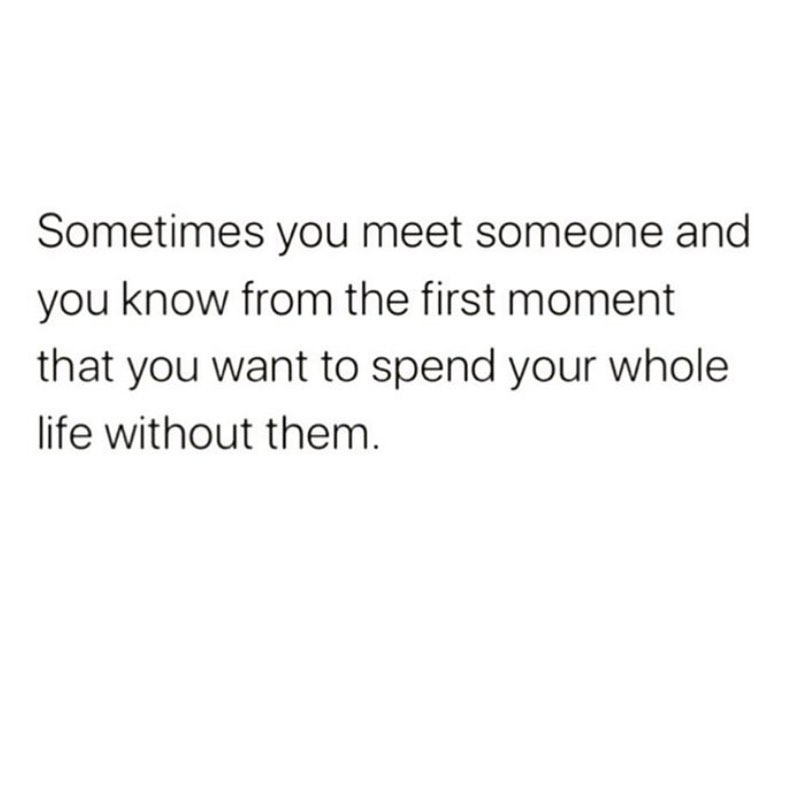 Sometimes you meet someone and
you know from the first moment
that you want to spend your whole
life without them.